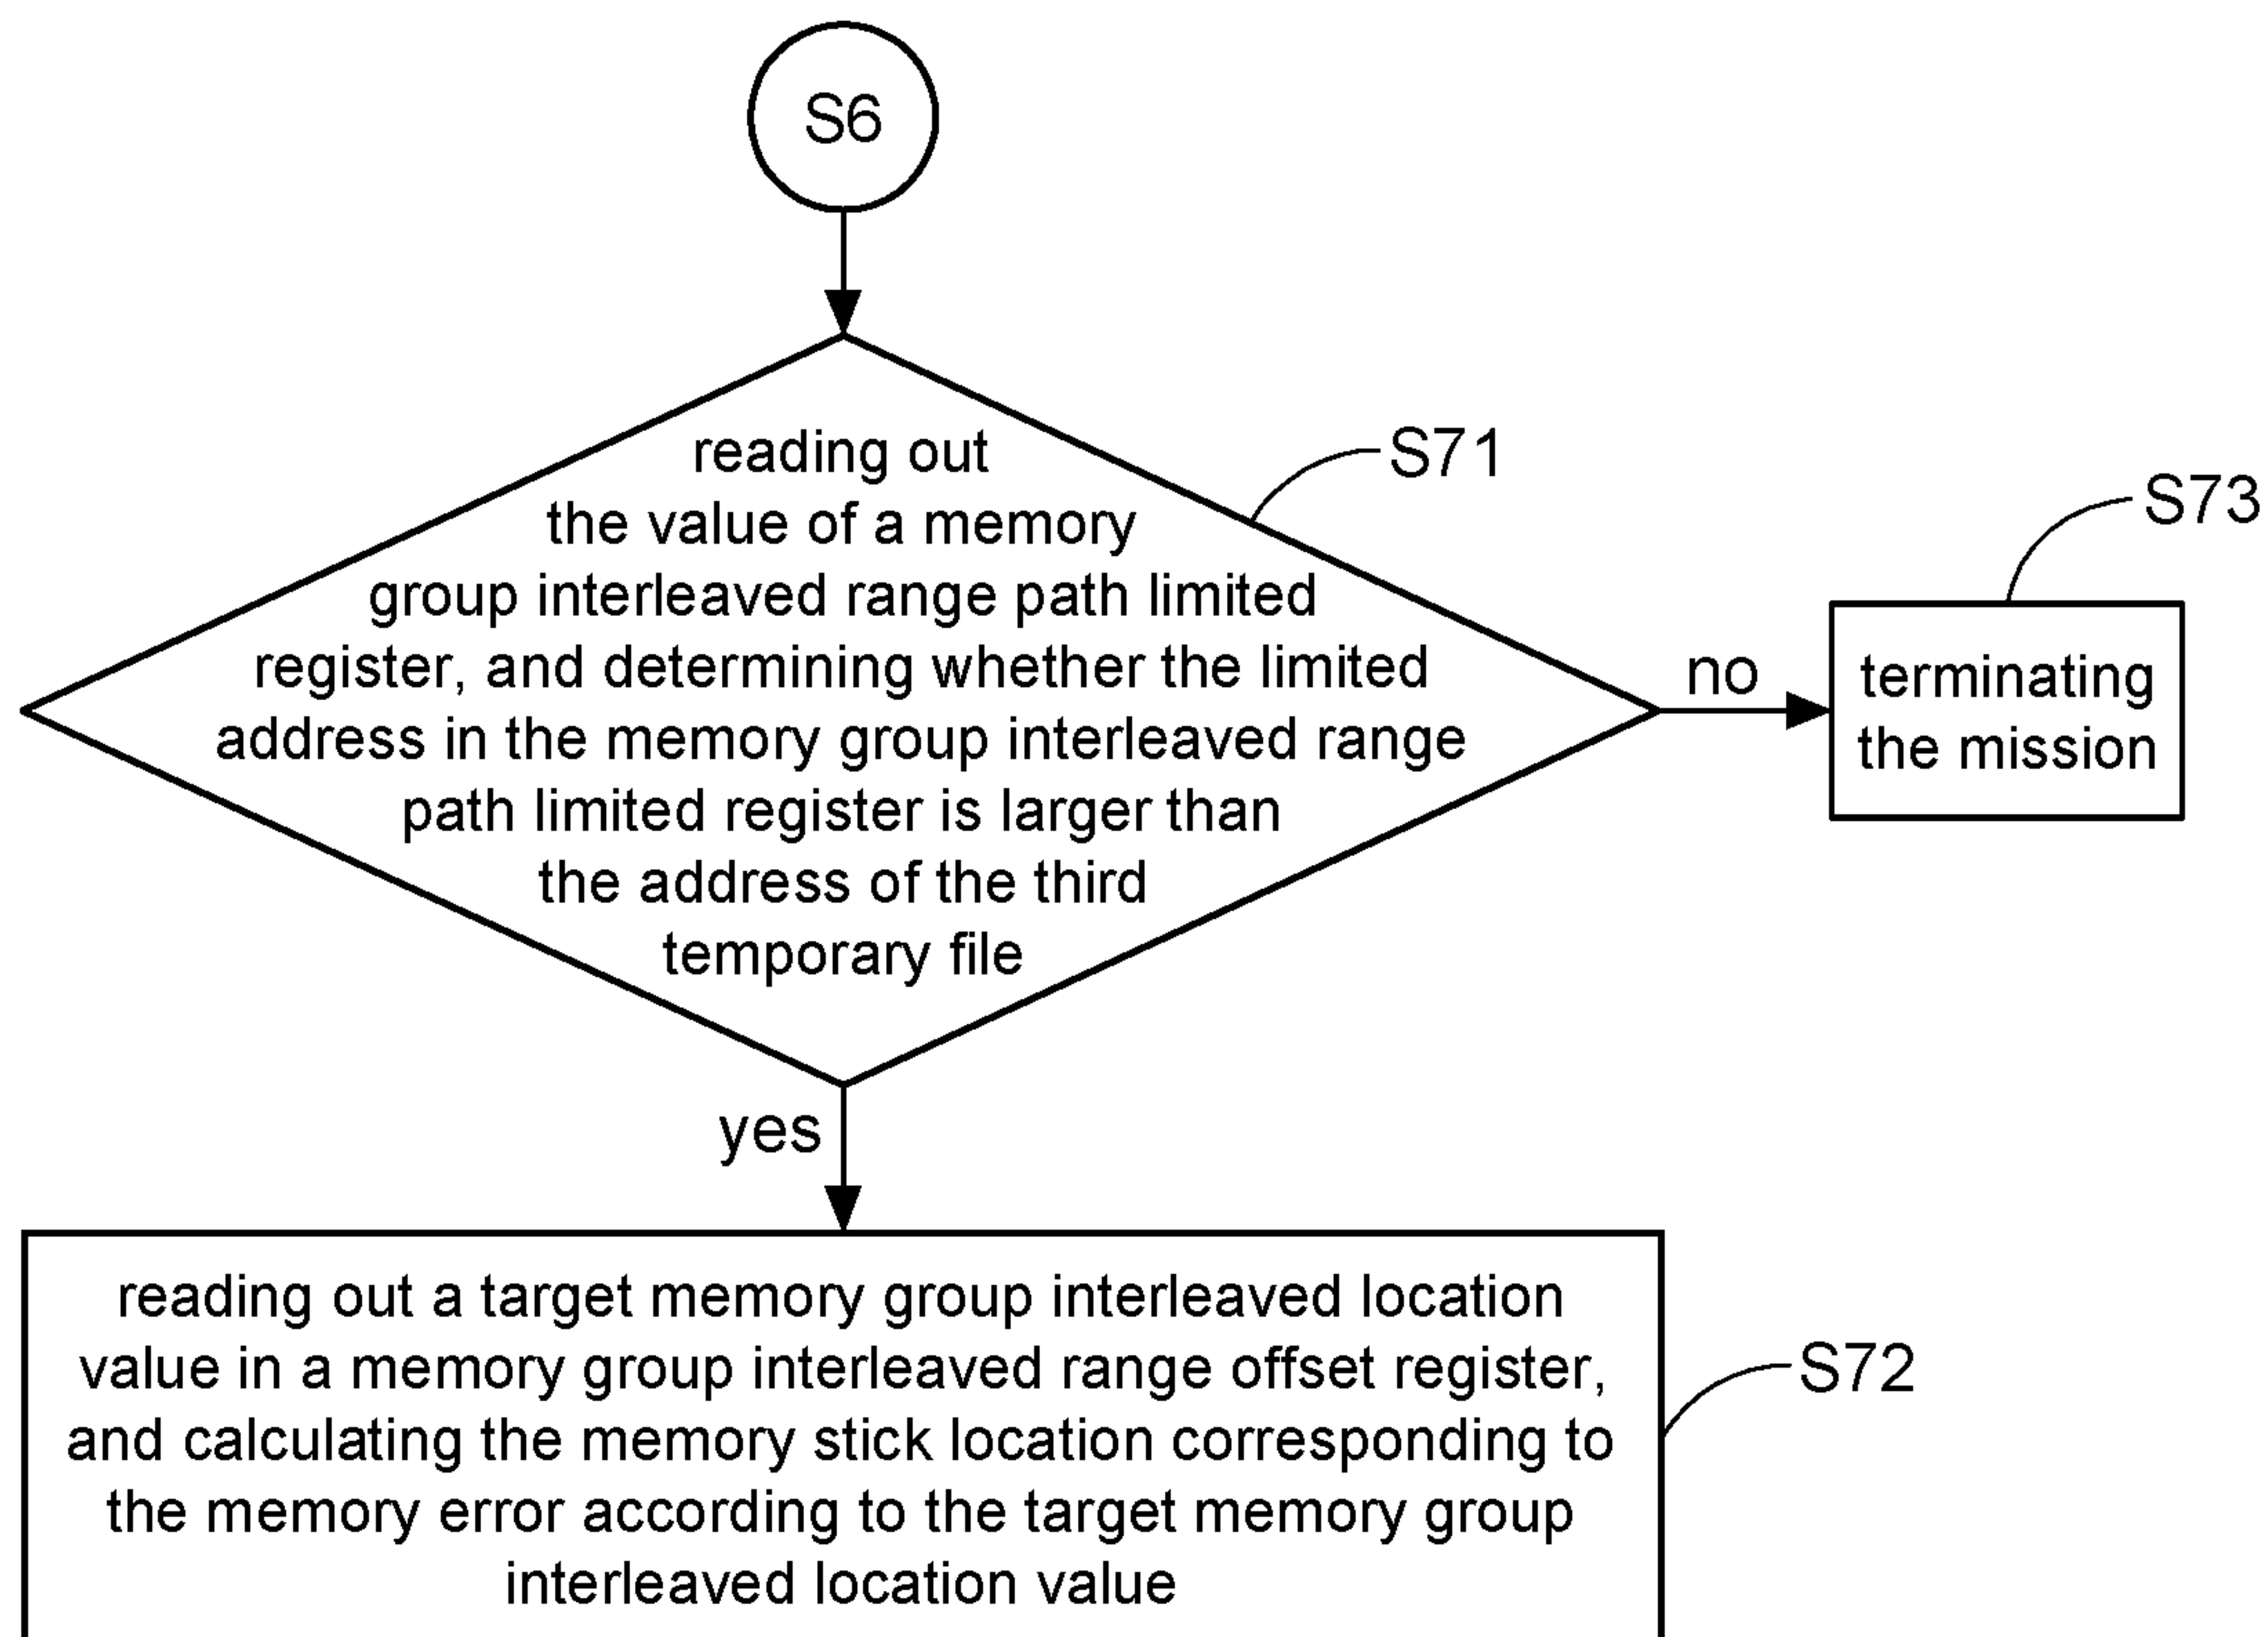 S6
reading out
the value of a memory
group interleaved range path limited
register, and determining whether the limited
address in the memory group interleaved range
path limited register is larger than
the address of the third
temporary file
S71
S73
no
terminating
the mission
yes
reading out a target memory group interleaved location
value in a memory group interleaved range offset register,
and calculating the memory stick location corresponding to
the memory error according to the target memory group
interleaved location value
S72